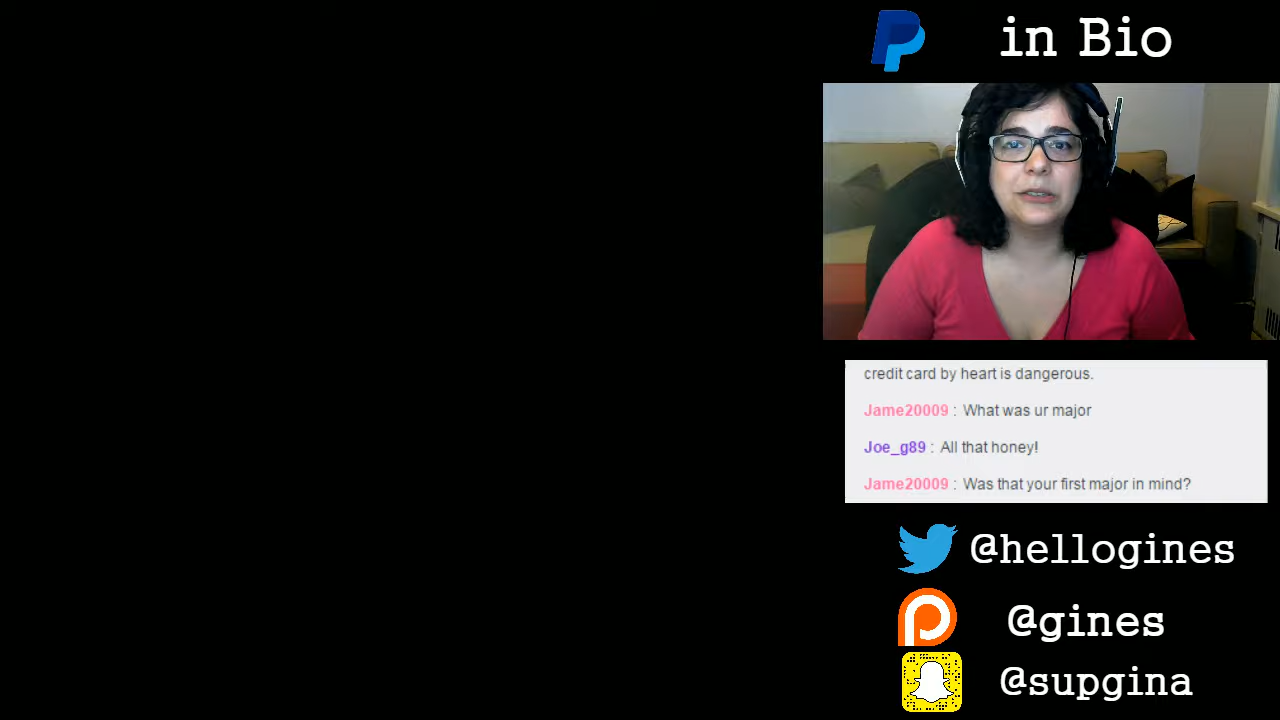 in Bio
credit card by heart is dangerous.
Jame20009 : What was ur major
Joe_g89 : All that honey!
Jame20009 : Was that your first major in mind?
@hellogines
@gines
@supgina